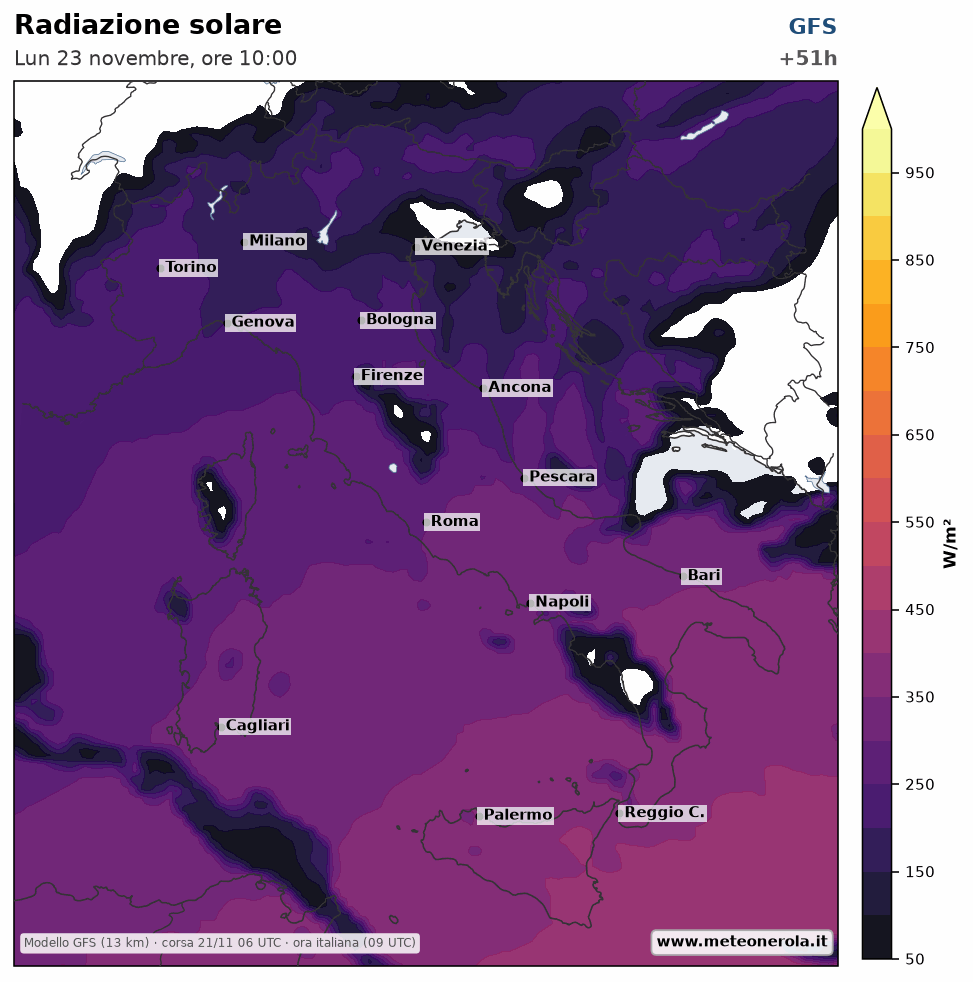 Radiazione solare
GFS
Lun 23 novembre, ore 10:00
+51h
Milano
Venezia
Torino
Genova
Bologna
Firenze
Ancona
Pescara
Roma
Bari
Napoli
Cagliari
Palermo
Reggio C.
950
850
750
650
550
450
350
250
150
50
W/m²
Modello GFS (13 km) · corsa 21/11 06 UTC · ora italiana (09 UTC)
www.meteonerola.it